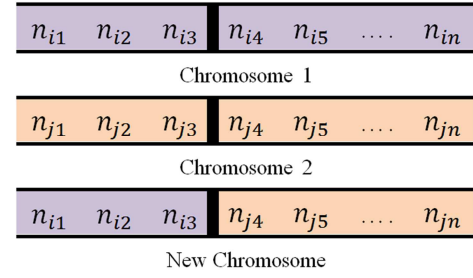 n_{i1} n_{i2} n_{i3} n_{i4} n_{i5} .... n_{in}
Chromosome 1
n_{j1} n_{j2} n_{j3} n_{j4} n_{j5} .... n_{jn}
Chromosome 2
n_{i1} n_{i2} n_{i3} n_{j4} n_{j5} .... n_{jn}
New Chromosome